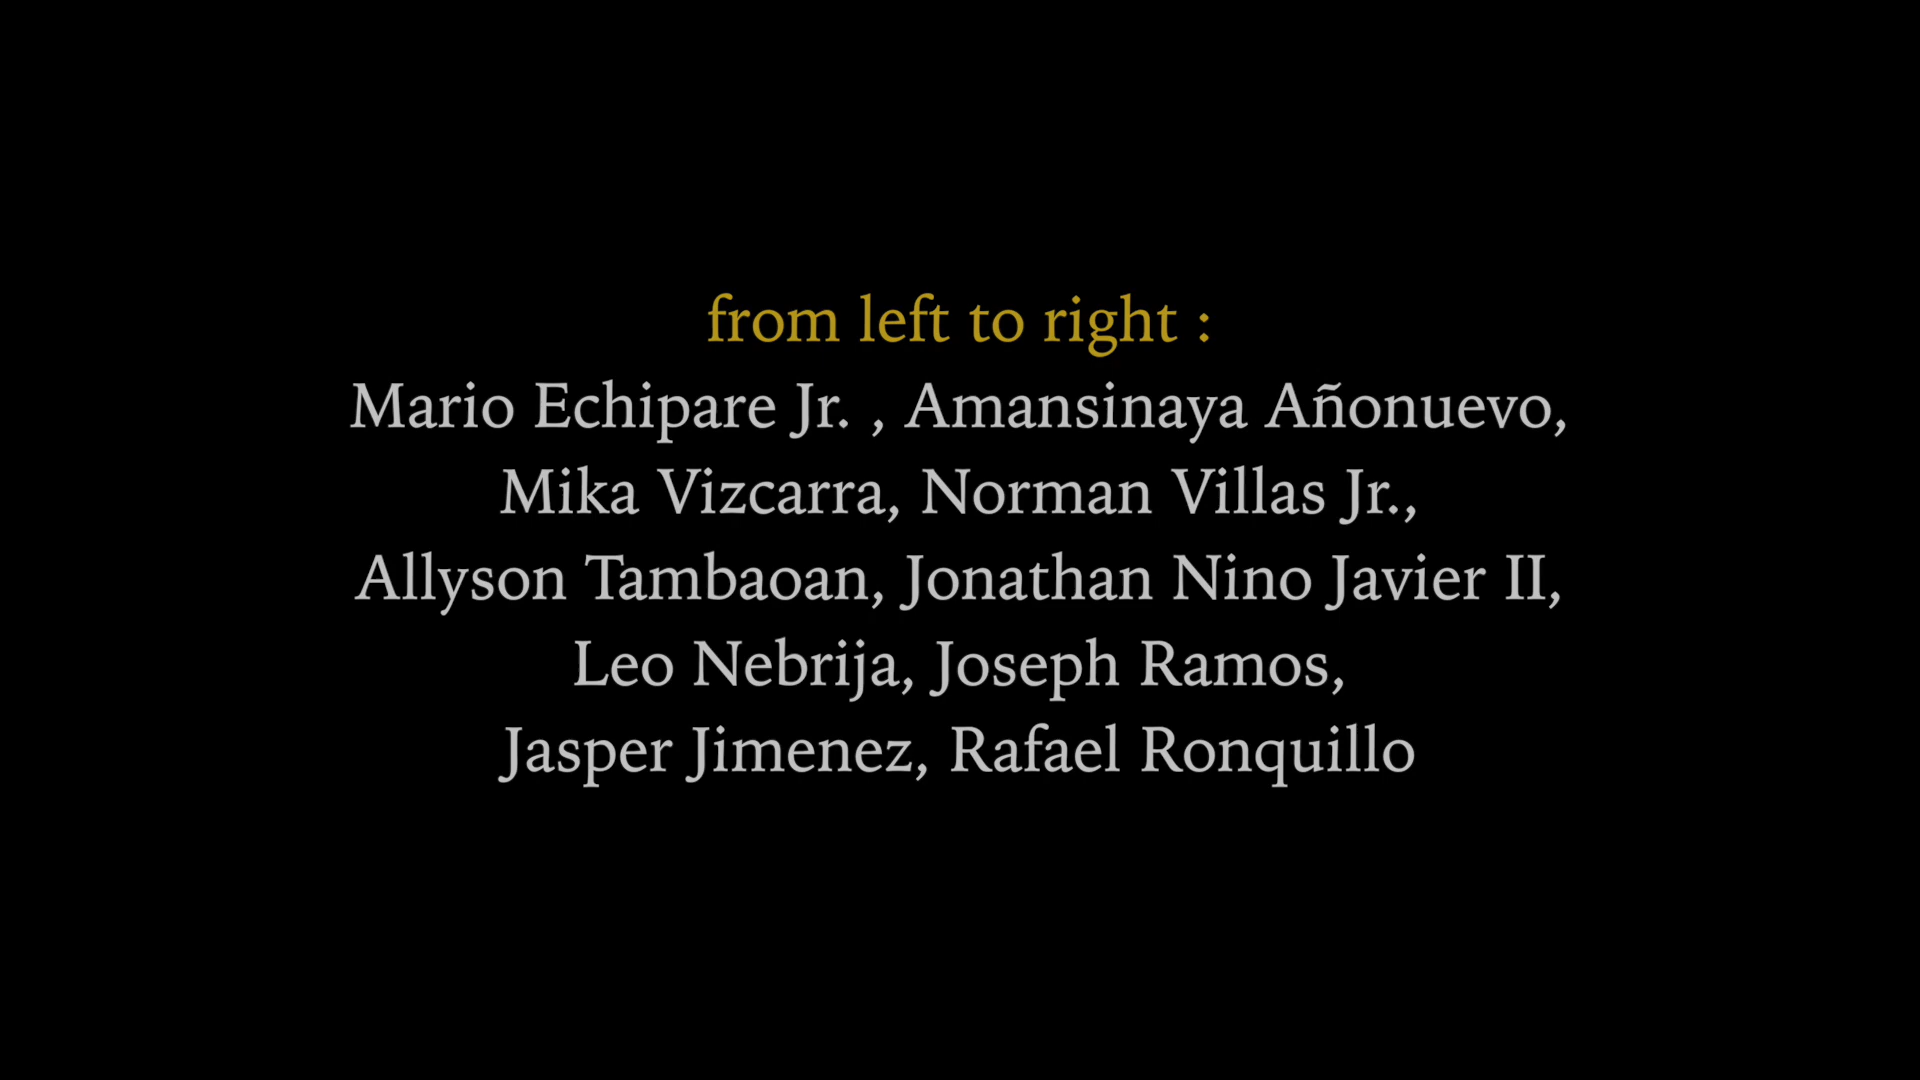 from left to right :
Mario Echipare Jr. , Amansinaya Añonuevo,
Mika Vizcarra, Norman Villas Jr.,
Allyson Tambaoan, Jonathan Nino Javier II,
Leo Nebrija, Joseph Ramos,
Jasper Jimenez, Rafael Ronquillo